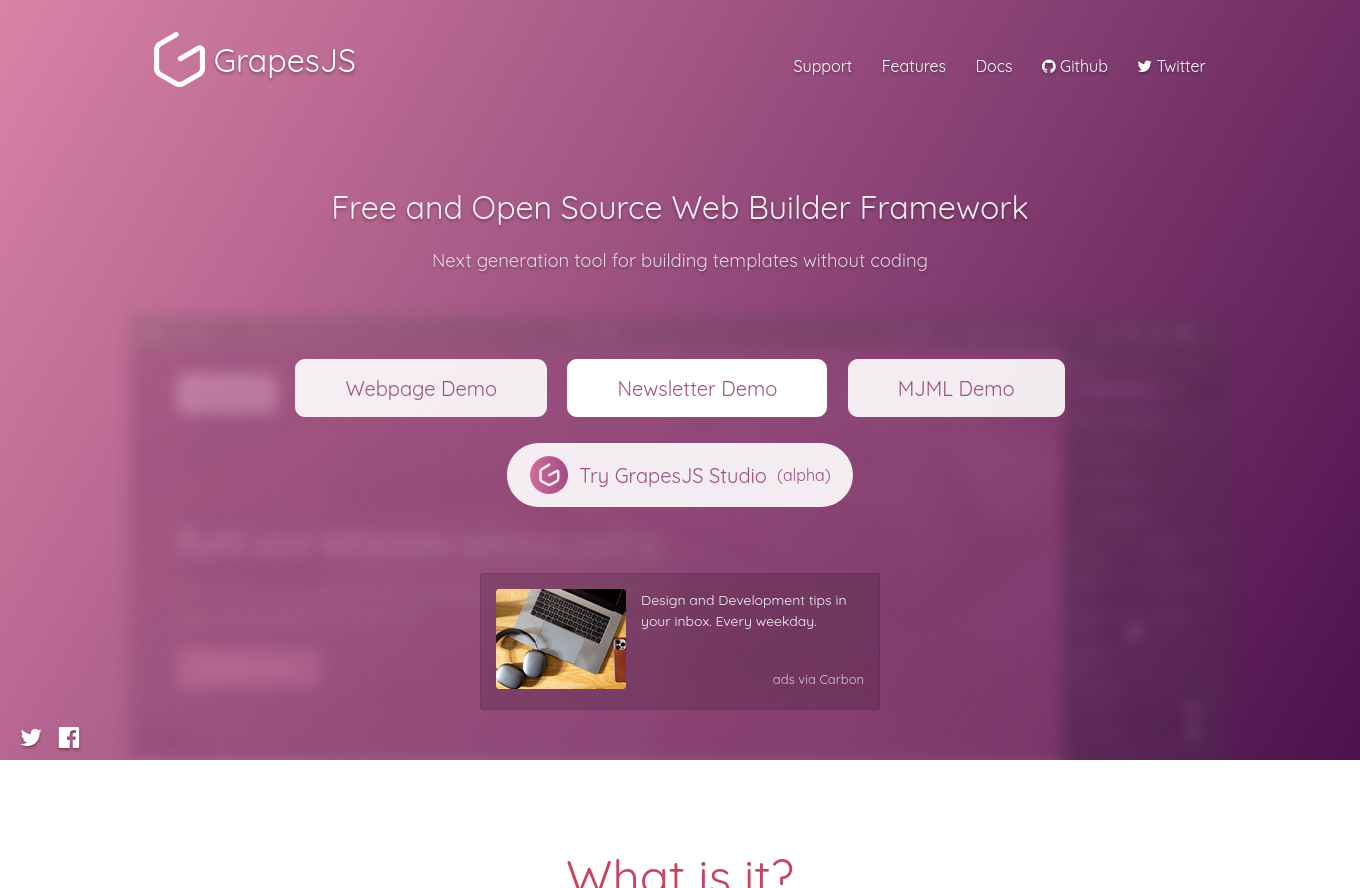 GrapesJS
Support
Features
Docs
Github
Twitter
Free and Open Source Web Builder Framework
Next generation tool for building templates without coding
Webpage Demo
Newsletter Demo
MJML Demo
Try GrapesJS Studio (alpha)
Design and Development tips in
your inbox. Every weekday.
ads via Carbon
What is it?